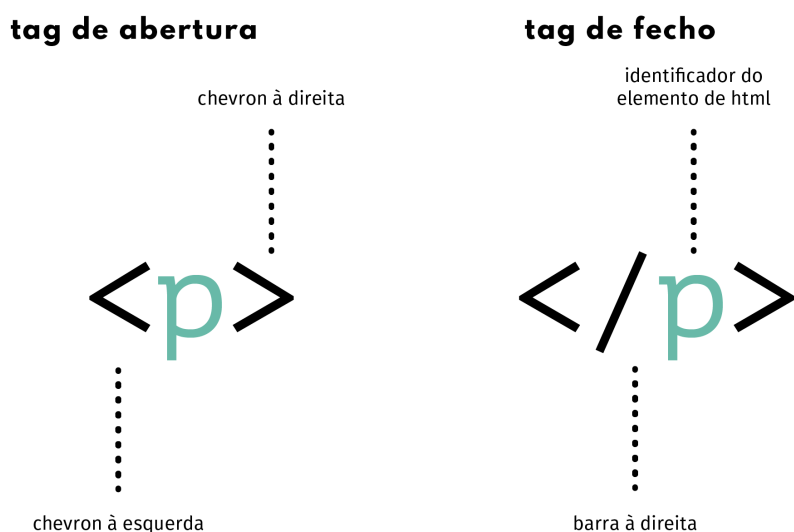 tag de abertura
tag de fecho
chevron à direita
identificador do
elemento de html
<p>
</p>
chevron à esquerda
barra à direita